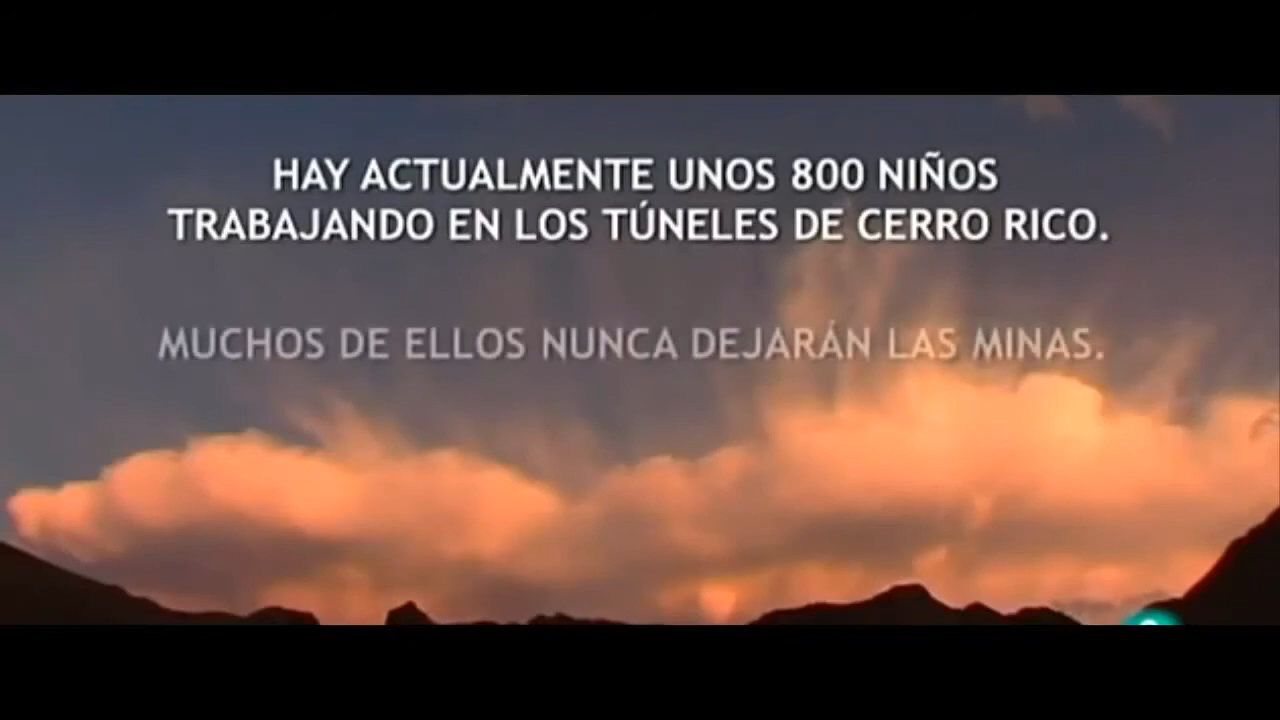 HAY ACTUALMENTE UNOS 800 NIÑOS
TRABAJANDO EN LOS TÚNELES DE CERRO RICO.
MUCHOS DE ELLOS NUNCA DEJARÁN LAS MINAS.